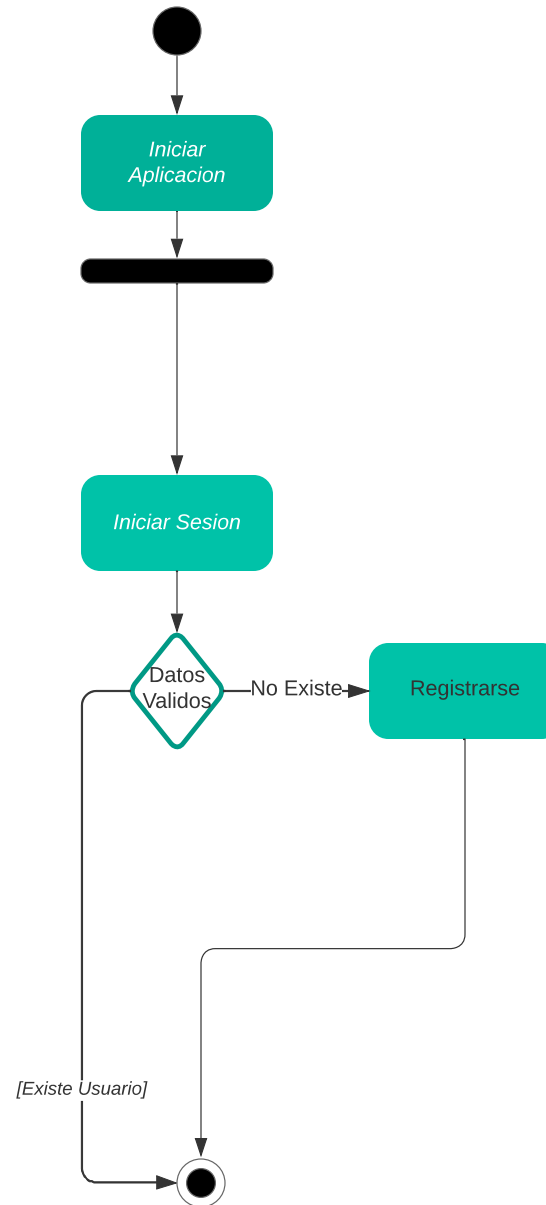 Iniciar
Aplicacion
Iniciar Sesion
Datos
Validos
No Existe
Registrarse
[Existe Usuario]